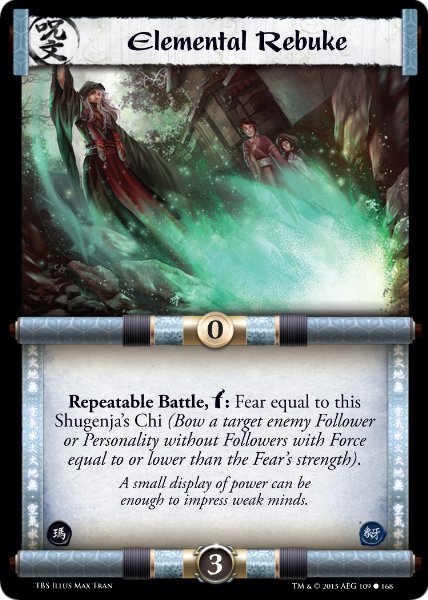 呪文
Elemental Rebuke
0
Repeatable Battle, : Fear equal to this
Shugenja's Chi (Bow a target enemy Follower
or Personality without Followers with Force
equal to or lower than the Fear's strength).
A small display of power can be
enough to impress weak minds.
3
TBS ILLUS MAX TRAN
TM & © 2015 AEG 109 ● 168